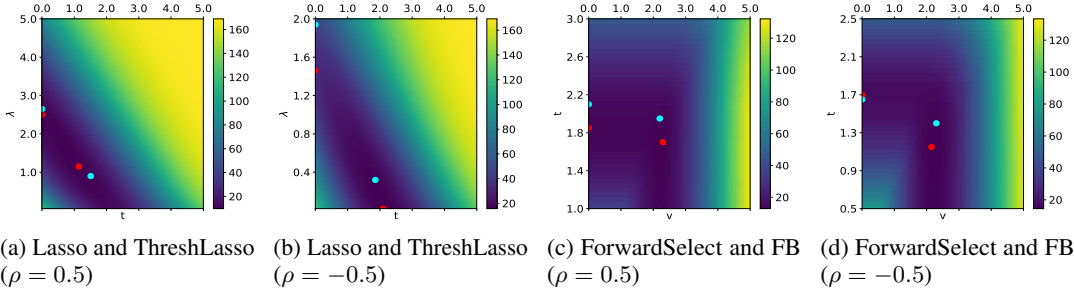 0.0 1.0 2.0 3.0 4.0 5.0
5.0
4.0
3.0
2.0
1.0
λ
t
160
140
120
100
80
60
40
20
0.0 1.0 2.0 3.0 4.0 5.0
2.0
1.6
1.2
0.8
0.4
λ
t
160
140
120
100
80
60
40
20
0.0 1.0 2.0 3.0 4.0 5.0
3.0
2.6
2.2
1.8
1.4
1.0
t
v
120
100
80
60
40
20
0.0 1.0 2.0 3.0 4.0 5.0
2.5
2.1
1.7
1.3
0.9
0.5
t
v
120
100
80
60
40
20
(a) Lasso and ThreshLasso
(ρ = 0.5)
(b) Lasso and ThreshLasso
(ρ = −0.5)
(c) ForwardSelect and FB
(ρ = 0.5)
(d) ForwardSelect and FB
(ρ = −0.5)